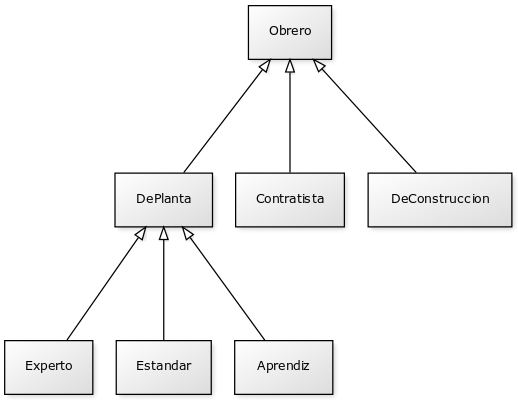 Obrero
DePlanta
Contratista
DeConstruccion
Experto
Estandar
Aprendiz